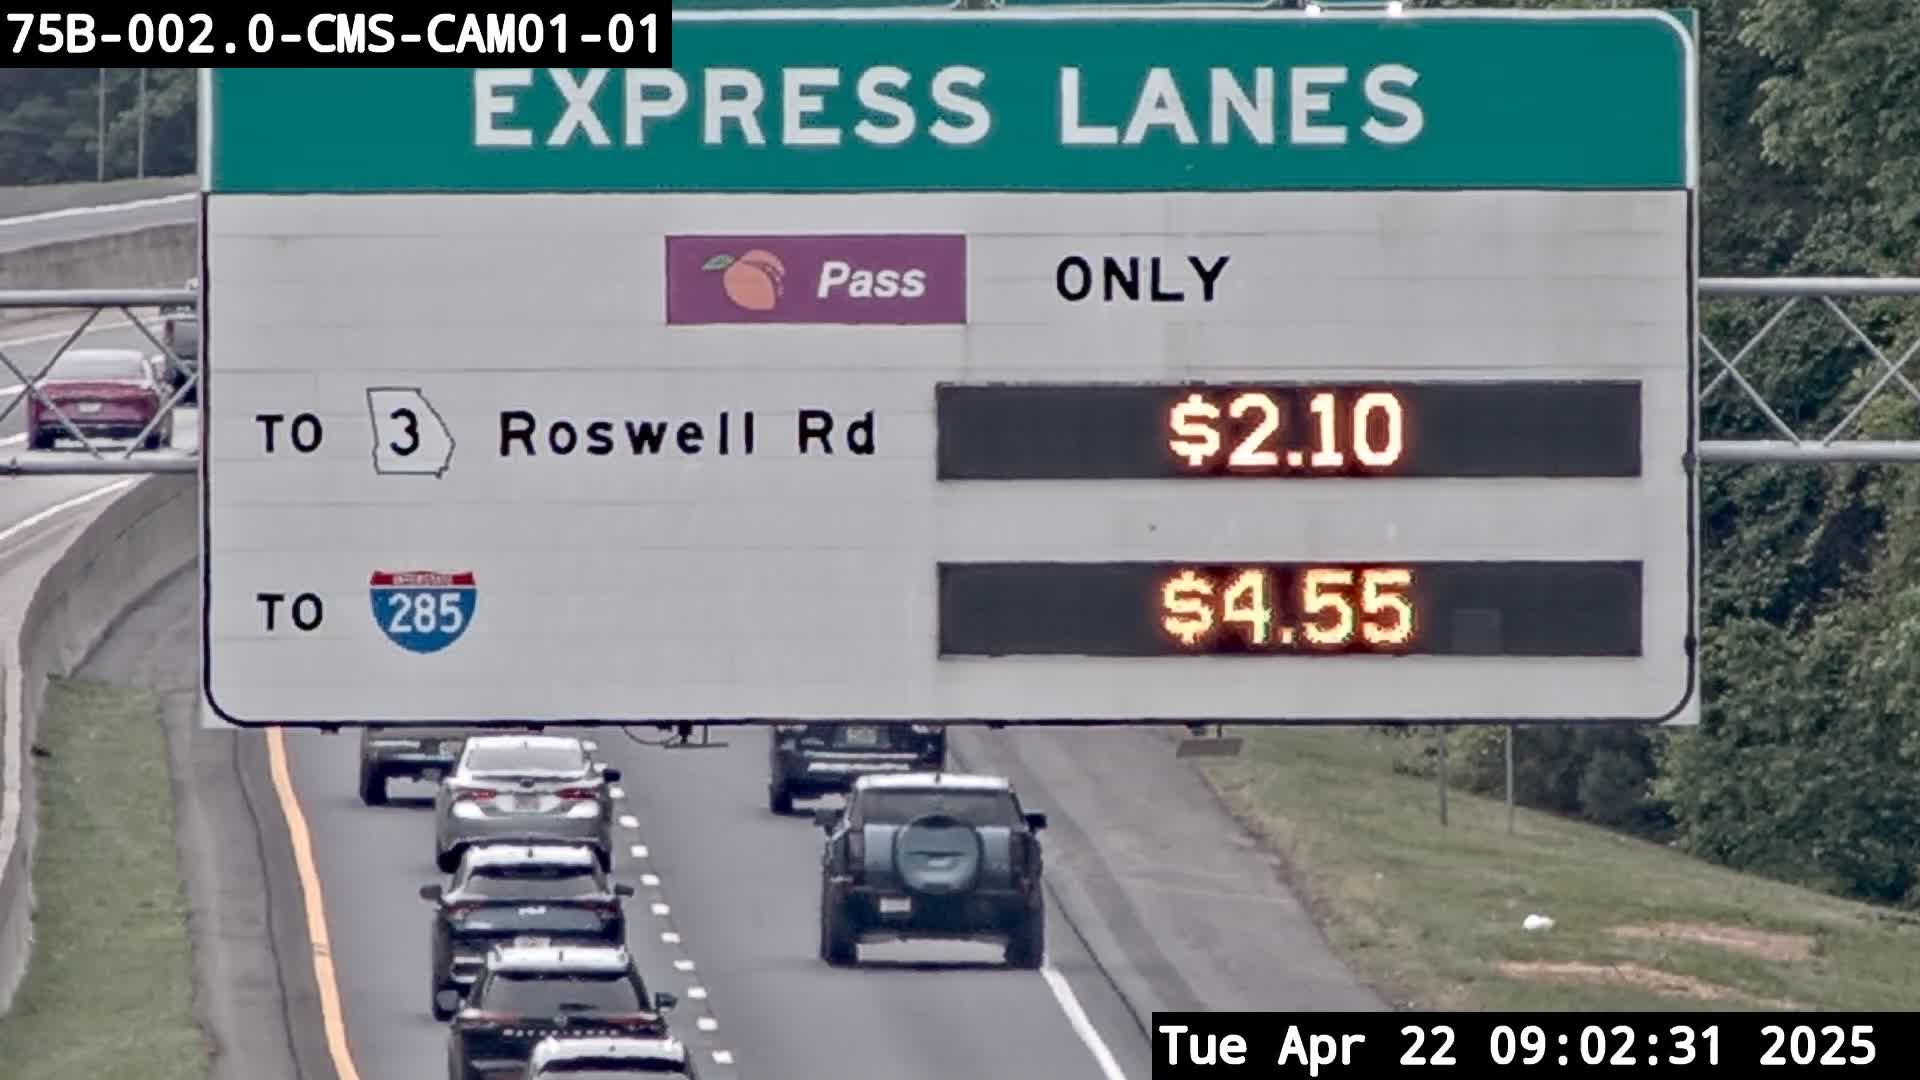 75B-002.0-CMS-CAM01-01
EXPRESS LANES
Pass ONLY
TO 3 Roswell Rd $2.10
INTERSTATE
TO 285 $4.55
Tue Apr 22 09:02:31 2025